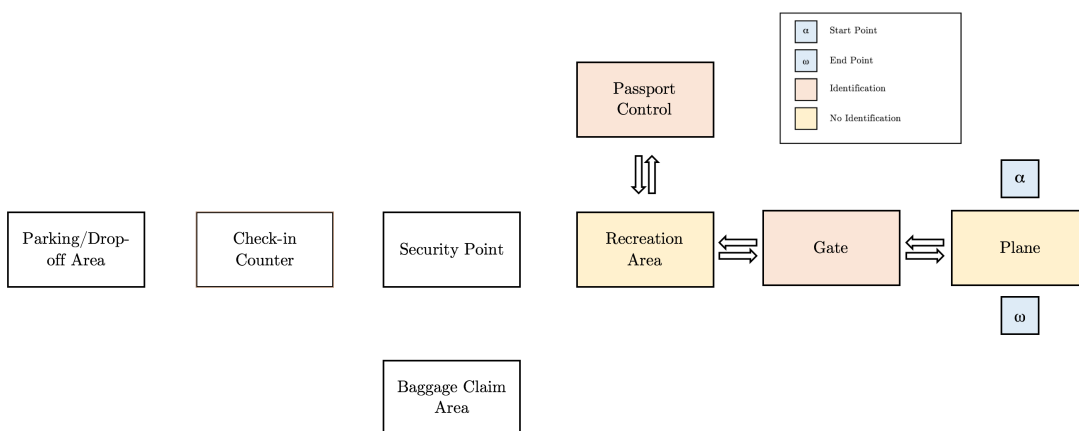 α Start Point
ω End Point
Identification
No Identification
Passport
Control
α
Parking/Drop-
off Area
Check-in
Counter
Security Point
Recreation
Area
Gate
Plane
ω
Baggage Claim
Area